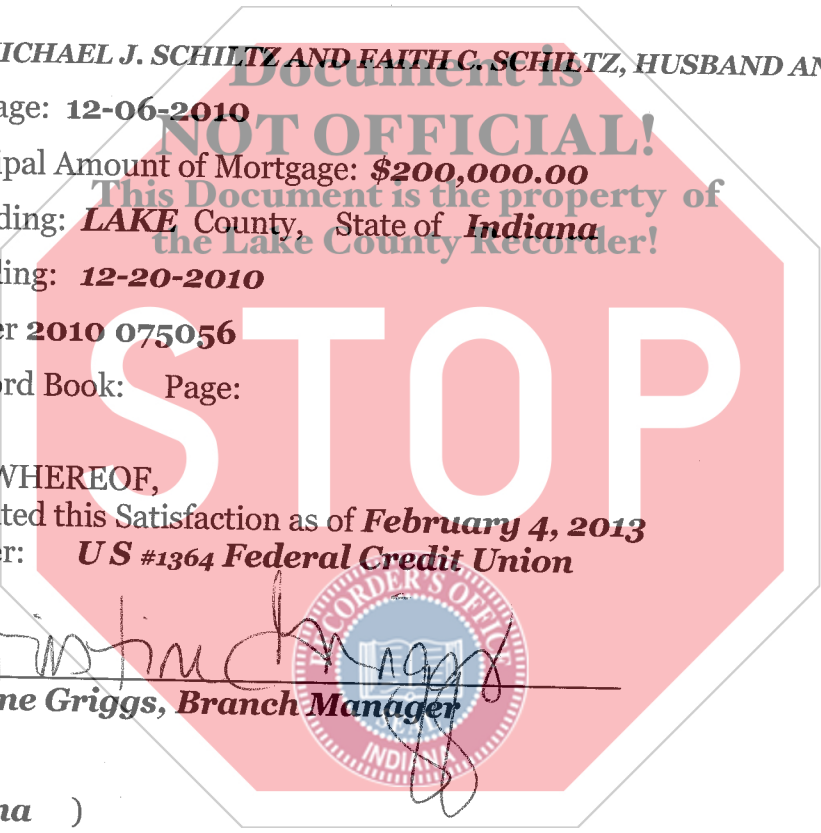 ICHAEL J. SCHILTZ AND FAITH C. SCHILTZ, HUSBAND AN
Document is
age: 12-06-2010
NOT OFFICIAL!
ipal Amount of Mortgage: $200,000.00
This Document is the property of
ding: LAKE County, State of Indiana
the Lake County Recorder!
ling: 12-20-2010
er 2010 075056
STOP
ord Book: Page:
WHEREOF,
ted this Satisfaction as of February 4, 2013
er: U S #1364 Federal Credit Union
RECORDER'S OFFICE
SEAL
INDIANA
ne Griggs, Branch Manager
na )